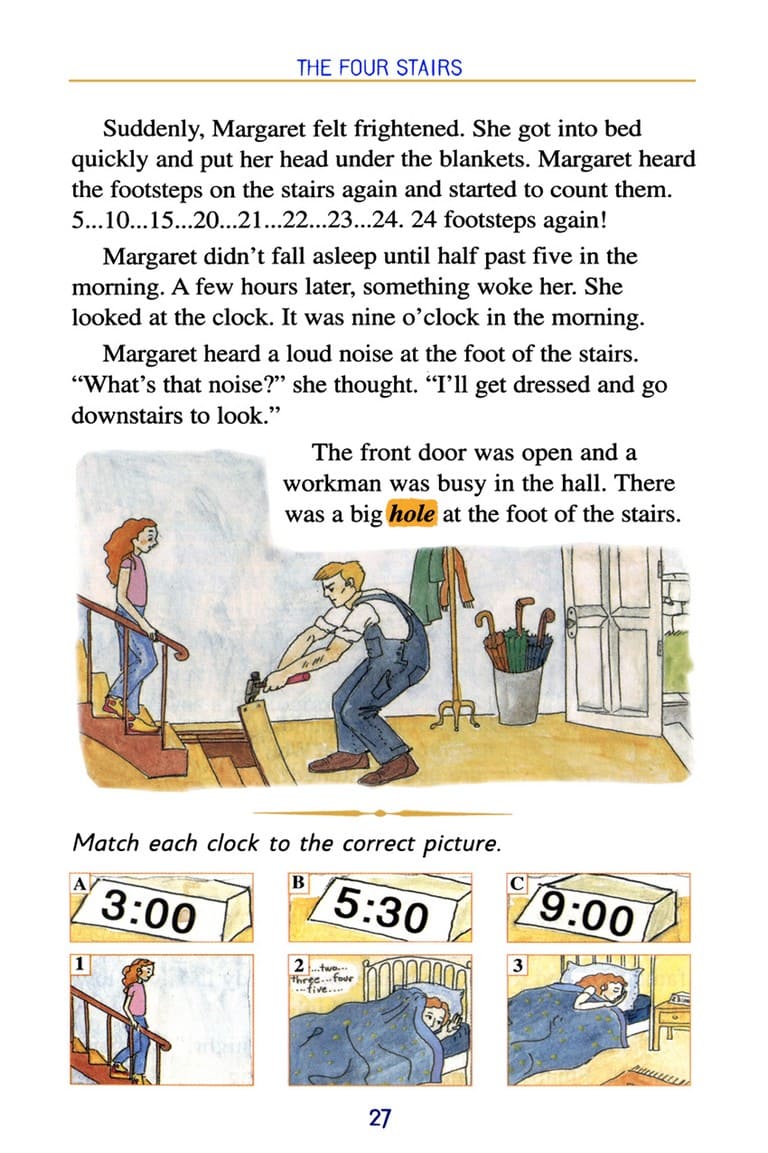 THE FOUR STAIRS
Suddenly, Margaret felt frightened. She got into bed
quickly and put her head under the blankets. Margaret heard
the footsteps on the stairs again and started to count them.
5...10...15...20...21...22...23...24. 24 footsteps again!
Margaret didn’t fall asleep until half past five in the
morning. A few hours later, something woke her. She
looked at the clock. It was nine o’clock in the morning.
Margaret heard a loud noise at the foot of the stairs.
“What’s that noise?” she thought. “I’ll get dressed and go
downstairs to look.”
The front door was open and a
workman was busy in the hall. There
was a big hole at the foot of the stairs.
Match each clock to the correct picture.
A
3:00
B
5:30
C
9:00
1
2
...two...
three...four
...five....
3
27